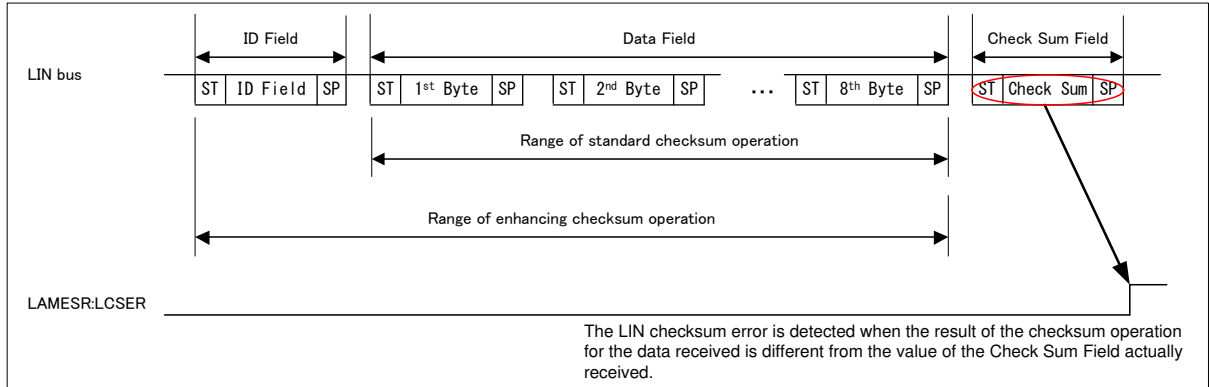 ID Field
Data Field
Check Sum Field
LIN bus
ST ID Field SP ST 1st Byte SP ST 2nd Byte SP ... ST 8th Byte SP ST Check Sum SP
Range of standard checksum operation
Range of enhancing checksum operation
LAMESR:LCSER
The LIN checksum error is detected when the result of the checksum operation
for the data received is different from the value of the Check Sum Field actually
received.